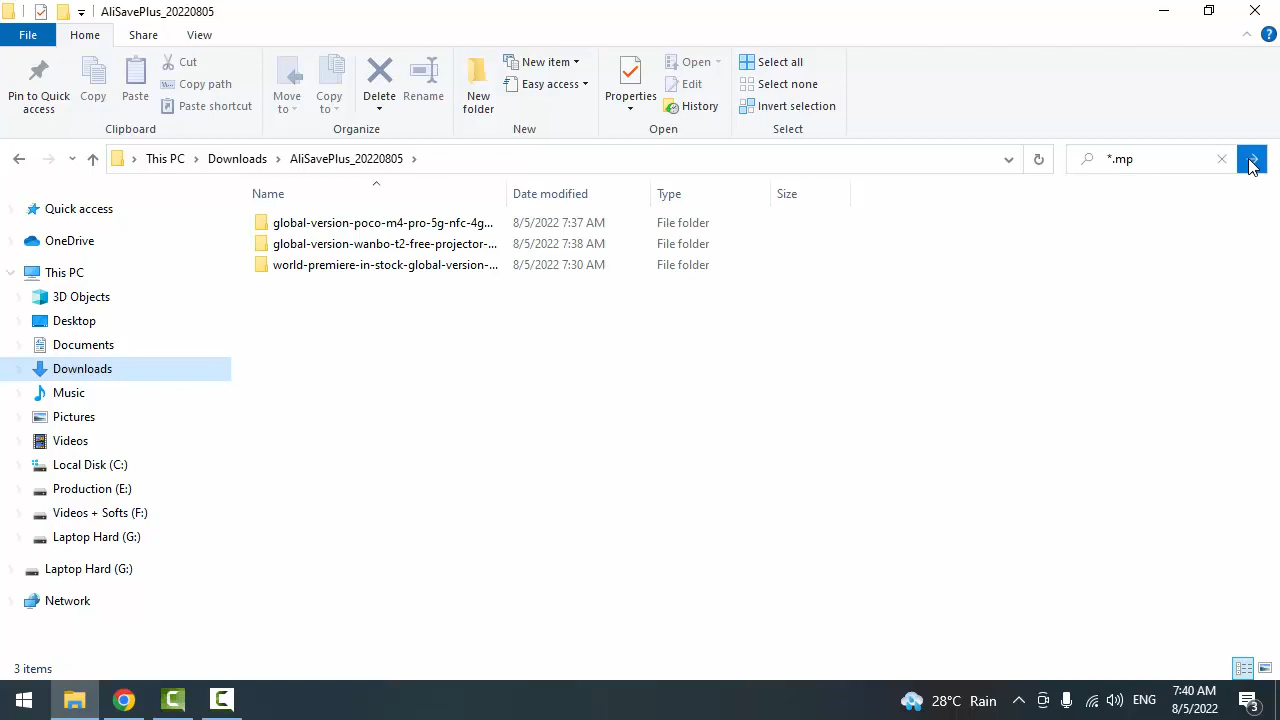 AliSavePlus_20220805
File
Home
Share
View
Pin to Quick access
Copy
Paste
Cut
Copy path
Paste shortcut
Clipboard
Move to
Copy to
Delete
Rename
Organize
New folder
New item
Easy access
New
Properties
Open
Edit
History
Open
Select all
Select none
Invert selection
Select
This PC > Downloads > AliSavePlus_20220805 >
*.mp
Name Date modified Type Size
global-version-poco-m4-pro-5g-nfc-4g... 8/5/2022 7:37 AM File folder
global-version-wanbo-t2-free-projector-... 8/5/2022 7:38 AM File folder
world-premiere-in-stock-global-version-... 8/5/2022 7:30 AM File folder
Quick access
OneDrive
This PC
3D Objects
Desktop
Documents
Downloads
Music
Pictures
Videos
Local Disk (C:)
Production (E:)
Videos + Softs (F:)
Laptop Hard (G:)
Laptop Hard (G:)
Network
3 items
28°C Rain
ENG
7:40 AM
8/5/2022
3